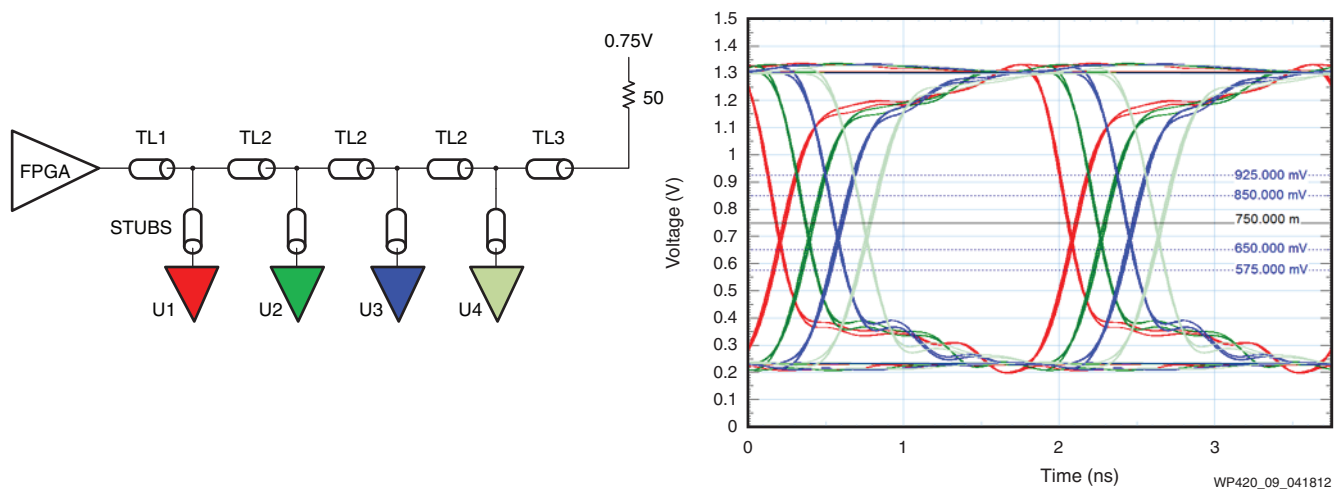 0.75V
50
TL1 TL2 TL2 TL2 TL3
FPGA
STUBS
U1 U2 U3 U4
1.5
1.4
1.3
1.2
1.1
1
0.9
0.8
0.7
0.6
0.5
0.4
0.3
0.2
0.1
0
Voltage (V)
925.000 mV
850.000 mV
750.000 m
650.000 mV
575.000 mV
0 1 2 3
Time (ns)
WP420_09_041812